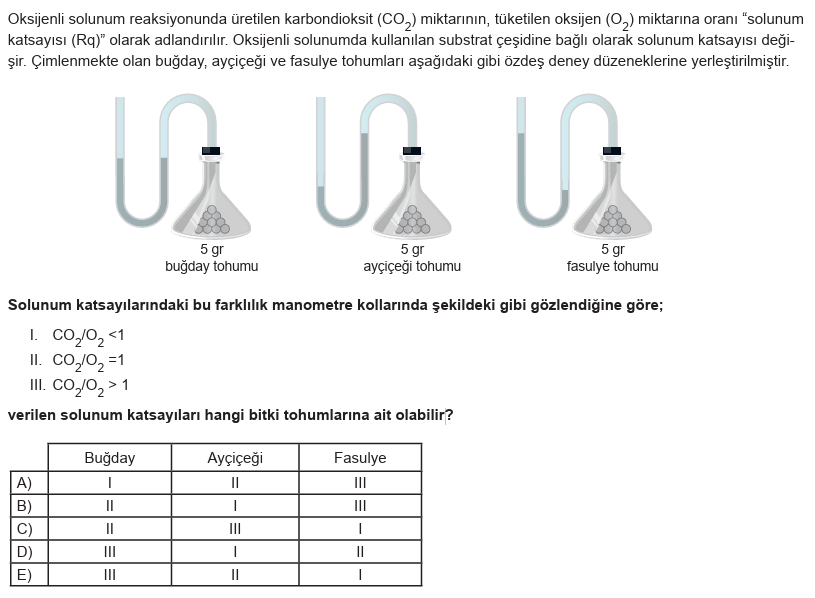 Oksijenli solunum reaksiyonunda üretilen karbondioksit (CO₂) miktarının, tüketilen oksijen (O₂) miktarına oranı “solunum
katsayısı (Rq)” olarak adlandırılır. Oksijenli solunumda kullanılan substrat çeşidine bağlı olarak solunum katsayısı deği-
şir. Çimlenmekte olan buğday, ayçiçeği ve fasulye tohumları aşağıdaki gibi özdeş deney düzeneklerine yerleştirilmiştir.
5 gr 5 gr 5 gr
buğday tohumu ayçiçeği tohumu fasulye tohumu
Solunum katsayılarındaki bu farklılık manometre kollarında şekildeki gibi gözlendiğine göre;
I. CO₂/O₂ <1
II. CO₂/O₂ =1
III. CO₂/O₂ > 1
verilen solunum katsayıları hangi bitki tohumlarına ait olabilir?
Buğday Ayçiçeği Fasulye
A) I II III
B) II I III
C) II III I
D) III I II
E) III II I